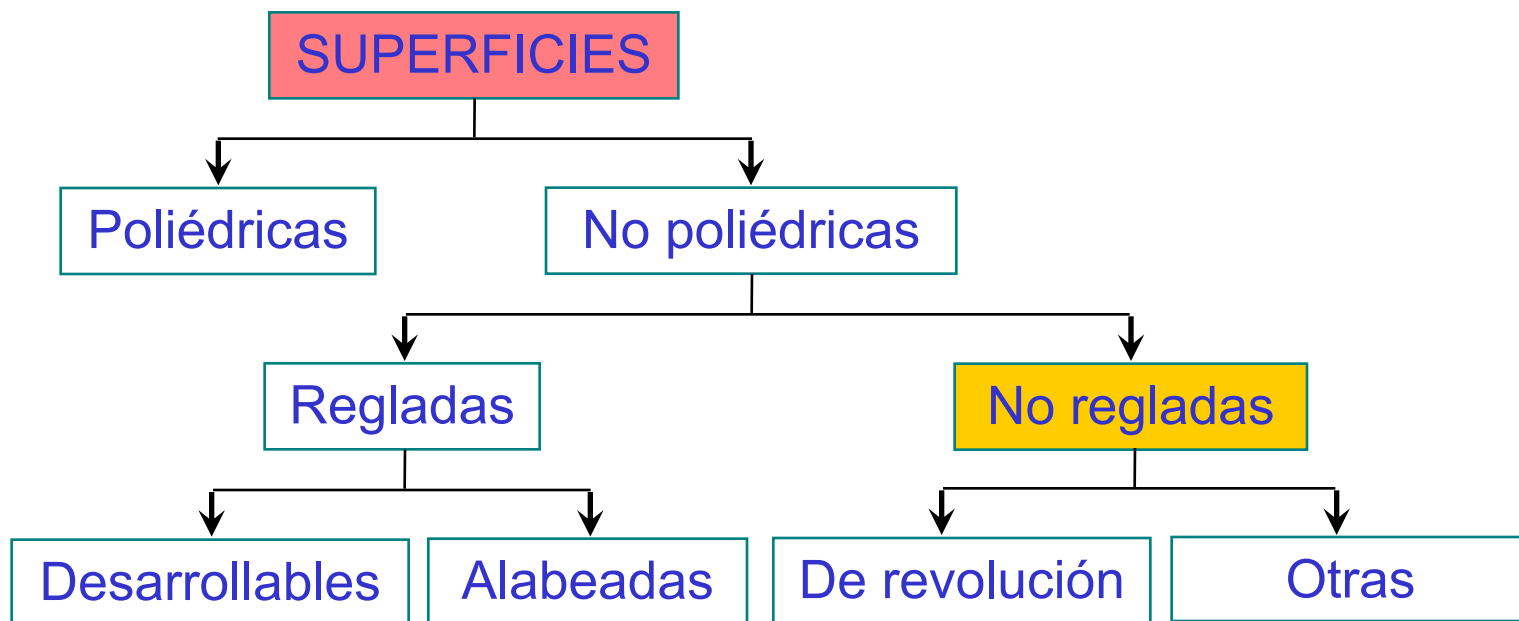 SUPERFICIES
Poliédricas
No poliédricas
Regladas
No regladas
Desarrollables
Alabeadas
De revolución
Otras